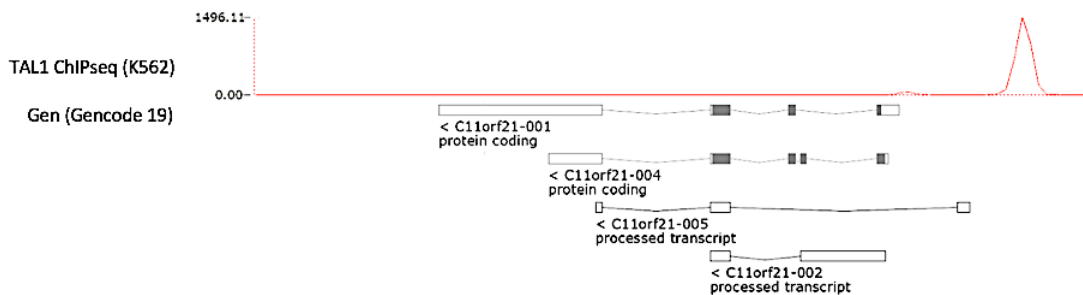 1496.11
TAL1 ChIPseq (K562)
0.00
Gen (Gencode 19)
< C11orf21-001
protein coding
< C11orf21-004
protein coding
< C11orf21-005
processed transcript
< C11orf21-002
processed transcript